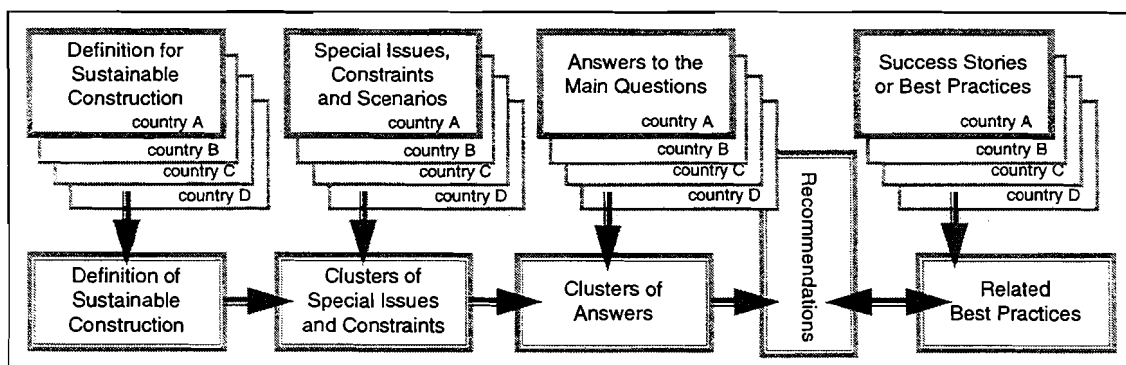 Definition for
Sustainable
Construction
country A
country B
country C
country D
Special Issues,
Constraints
and Scenarios
country A
country B
country C
country D
Answers to the
Main Questions
country A
country B
country C
country D
Success Stories
or Best Practices
country A
country B
country C
country D
Definition of
Sustainable
Construction
Clusters of
Special Issues
and Constraints
Clusters of
Answers
Recommendations
Related
Best Practices